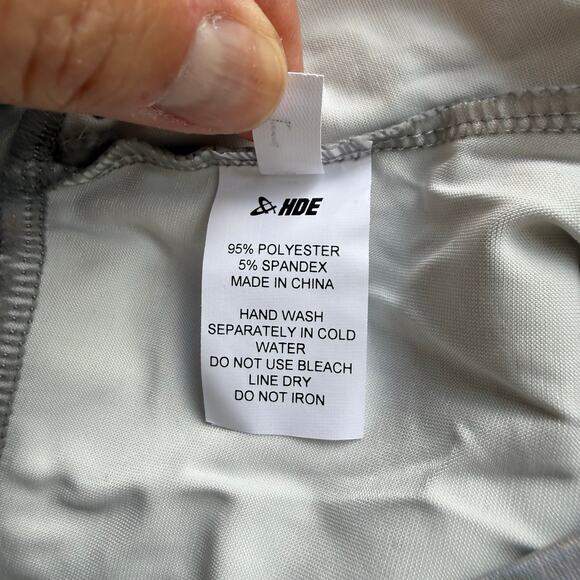 HDE
95% POLYESTER
5% SPANDEX
MADE IN CHINA
HAND WASH
SEPARATELY IN COLD
WATER
DO NOT USE BLEACH
LINE DRY
DO NOT IRON